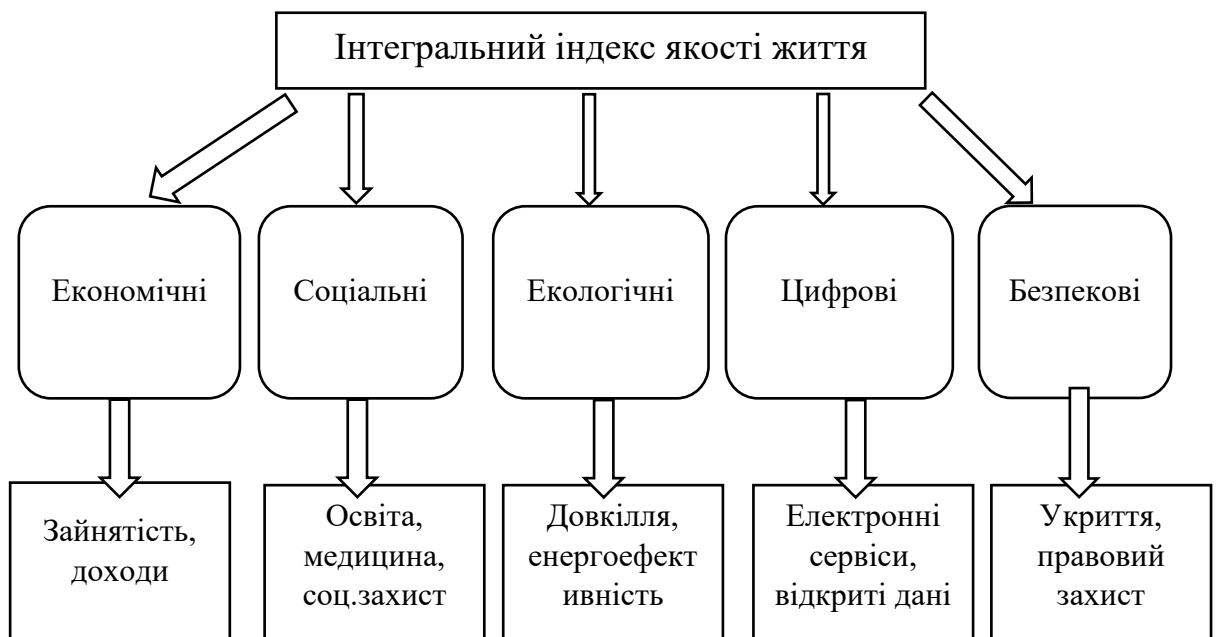 Інтегральний індекс якості життя
Економічні
Соціальні
Екологічні
Цифрові
Безпекові
Зайнятість,
доходи
Освіта,
медицина,
соц.захист
Довкілля,
енергоефект
ивність
Електронні
сервіси,
відкриті дані
Укриття,
правовий
захист